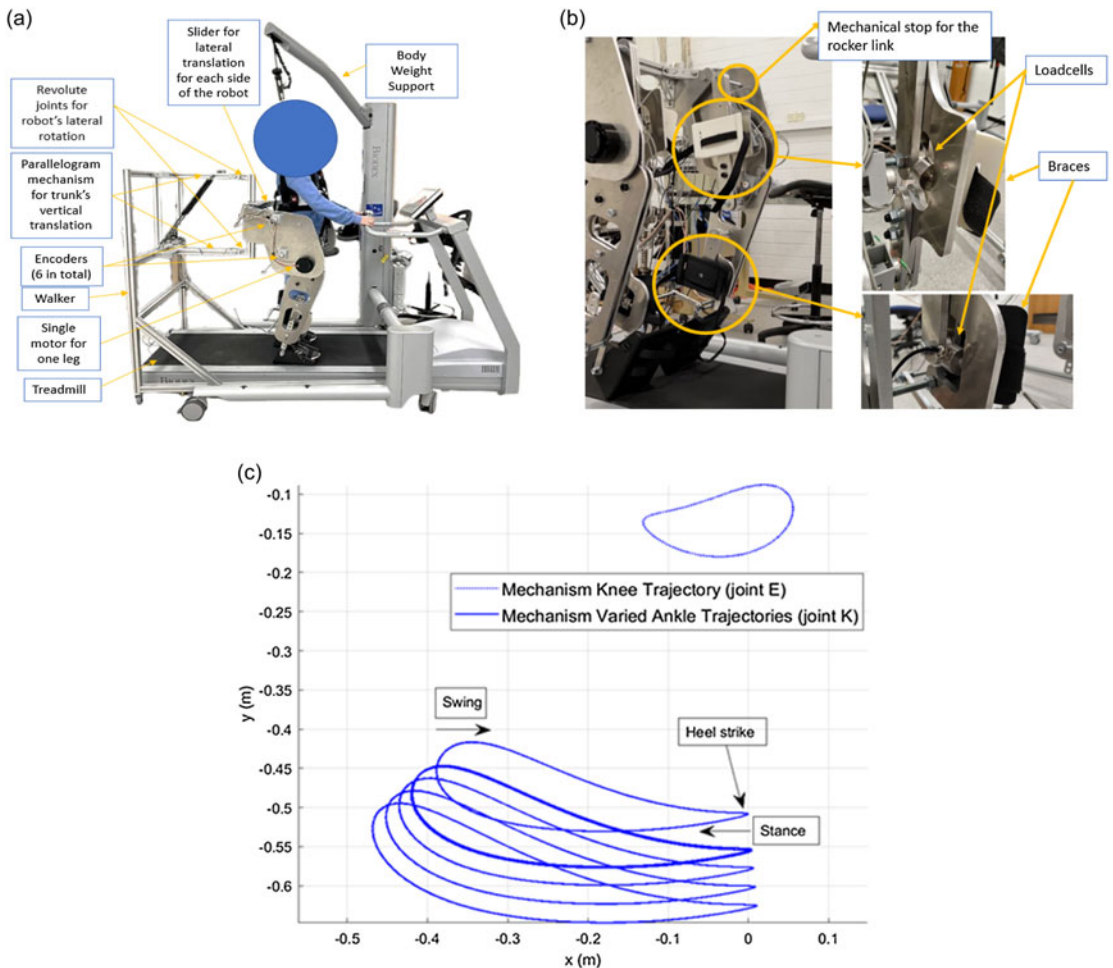 (a)
Slider for
lateral
translation
for each side
of the robot
Body
Weight
Support
Revolute
joints for
robot's lateral
rotation
Parallelogram
mechanism
for trunk's
vertical
translation
Encoders
(6 in total)
Walker
Single
motor for
one leg
Treadmill
BIODEX
(b)
Mechanical stop for the
rocker link
Loadcells
Braces
(c)
-0.1
-0.15
-0.2
-0.25
-0.3
-0.35
-0.4
-0.45
-0.5
-0.55
-0.6
y (m)
Mechanism Knee Trajectory (joint E)
Mechanism Varied Ankle Trajectories (joint K)
Swing
Heel strike
Stance
-0.5
-0.4
-0.3
-0.2
-0.1
0
0.1
x (m)